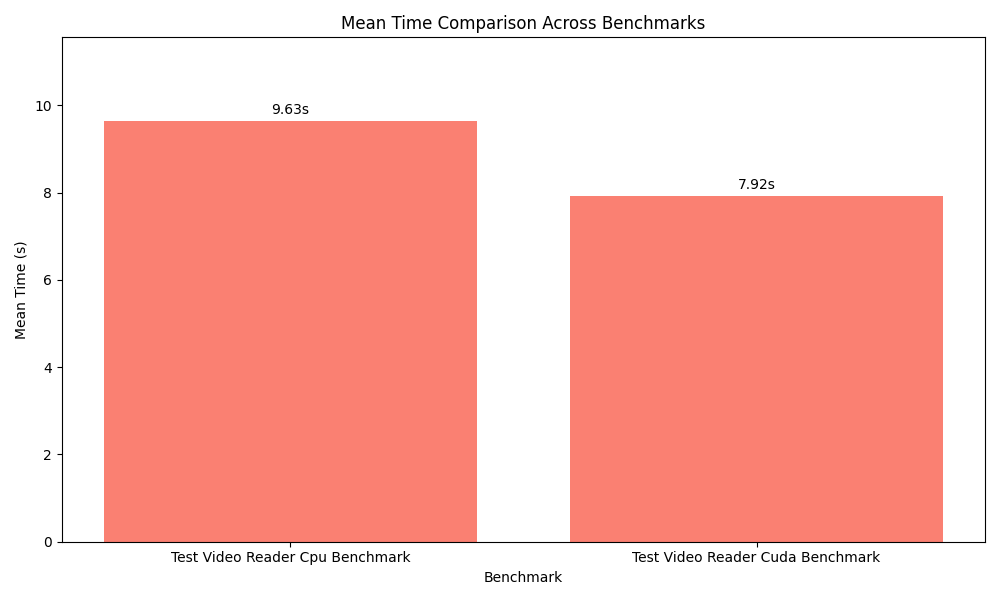 Mean Time Comparison Across Benchmarks
Mean Time (s)
10
8
6
4
2
0
9.63s
7.92s
Test Video Reader Cpu Benchmark
Test Video Reader Cuda Benchmark
Benchmark